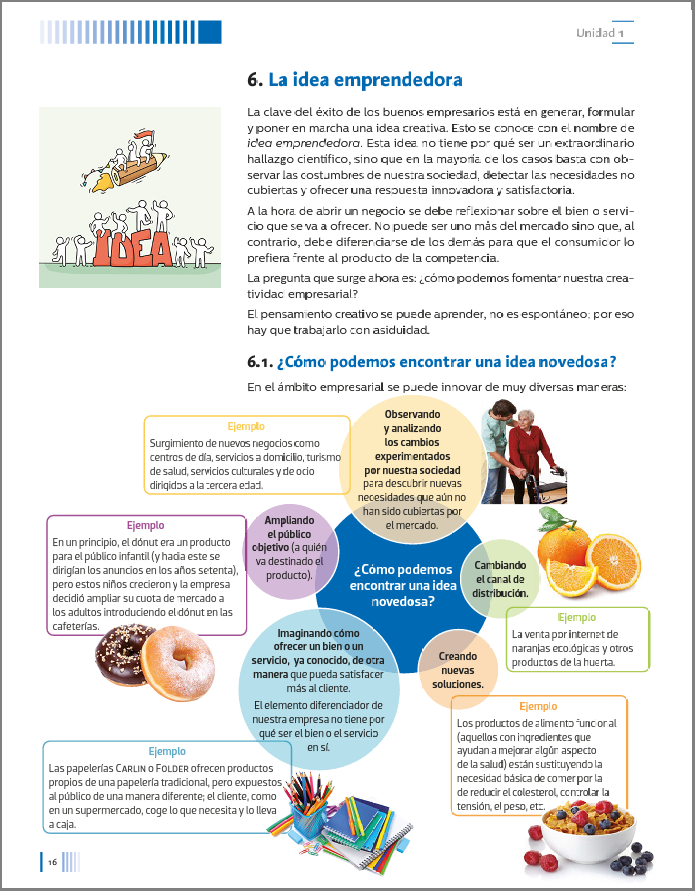 Unidad 1
6. La idea emprendedora
La clave del éxito de los buenos empresarios está en generar, formular
y poner en marcha una idea creativa. Esto se conoce con el nombre de
idea emprendedora. Esta idea no tiene por qué ser un extraordinario
hallazgo científico, sino que en la mayoría de los casos basta con ob-
servar las costumbres de nuestra sociedad, detectar las necesidades no
cubiertas y ofrecer una respuesta innovadora y satisfactoria.
A la hora de abrir un negocio se debe reflexionar sobre el bien o servi-
cio que se va a ofrecer. No puede ser uno más del mercado sino que, al
contrario, debe diferenciarse de los demás para que el consumidor lo
prefiera frente al producto de la competencia.
La pregunta que surge ahora es: ¿cómo podemos fomentar nuestra crea-
tividad empresarial?
El pensamiento creativo se puede aprender, no es espontáneo; por eso
hay que trabajarlo con asiduidad.
IDEA
6.1. ¿Cómo podemos encontrar una idea novedosa?
En el ámbito empresarial se puede innovar de muy diversas maneras:
Observando
y analizando
los cambios
experimentados
por nuestra sociedad
para descubrir nuevas
necesidades que aún no
han sido cubiertas por
el mercado.
Ejemplo
Surgimiento de nuevos negocios como
centros de día, servicios a domicilio, turismo
de salud, servicios culturales y de ocio
dirigidos a la tercera edad.
Ampliando
el público
objetivo (a quién
va destinado el
producto).
Ejemplo
En un principio, el dónut era un producto
para el público infantil (y hacia este se
dirigían los anuncios en los años setenta),
pero estos niños crecieron y la empresa
decidió ampliar su cuota de mercado a
los adultos introduciendo el dónut en las
cafeterías.
¿Cómo podemos
encontrar una idea
novedosa?
Cambiando
el canal de
distribución.
Ejemplo
La venta por internet de
naranjas ecológicas y otros
productos de la huerta.
Imaginando cómo
ofrecer un bien o un
servicio, ya conocido, de otra
manera que pueda satisfacer
más al cliente.
El elemento diferenciador de
nuestra empresa no tiene por
qué ser el bien o el servicio
en sí.
Creando
nuevas
soluciones.
Ejemplo
Los productos de alimento funcional
(aquellos con ingredientes que
ayudan a mejorar algún aspecto
de la salud) están sustituyendo la
necesidad básica de comer por la
de reducir el colesterol, controlar la
tensión, el peso, etc.
Ejemplo
Las papelerías CARLIN o FOLDER ofrecen productos
propios de una papelería tradicional, pero expuestos
al público de una manera diferente; el cliente, como
en un supermercado, coge lo que necesita y lo lleva
a caja.
16